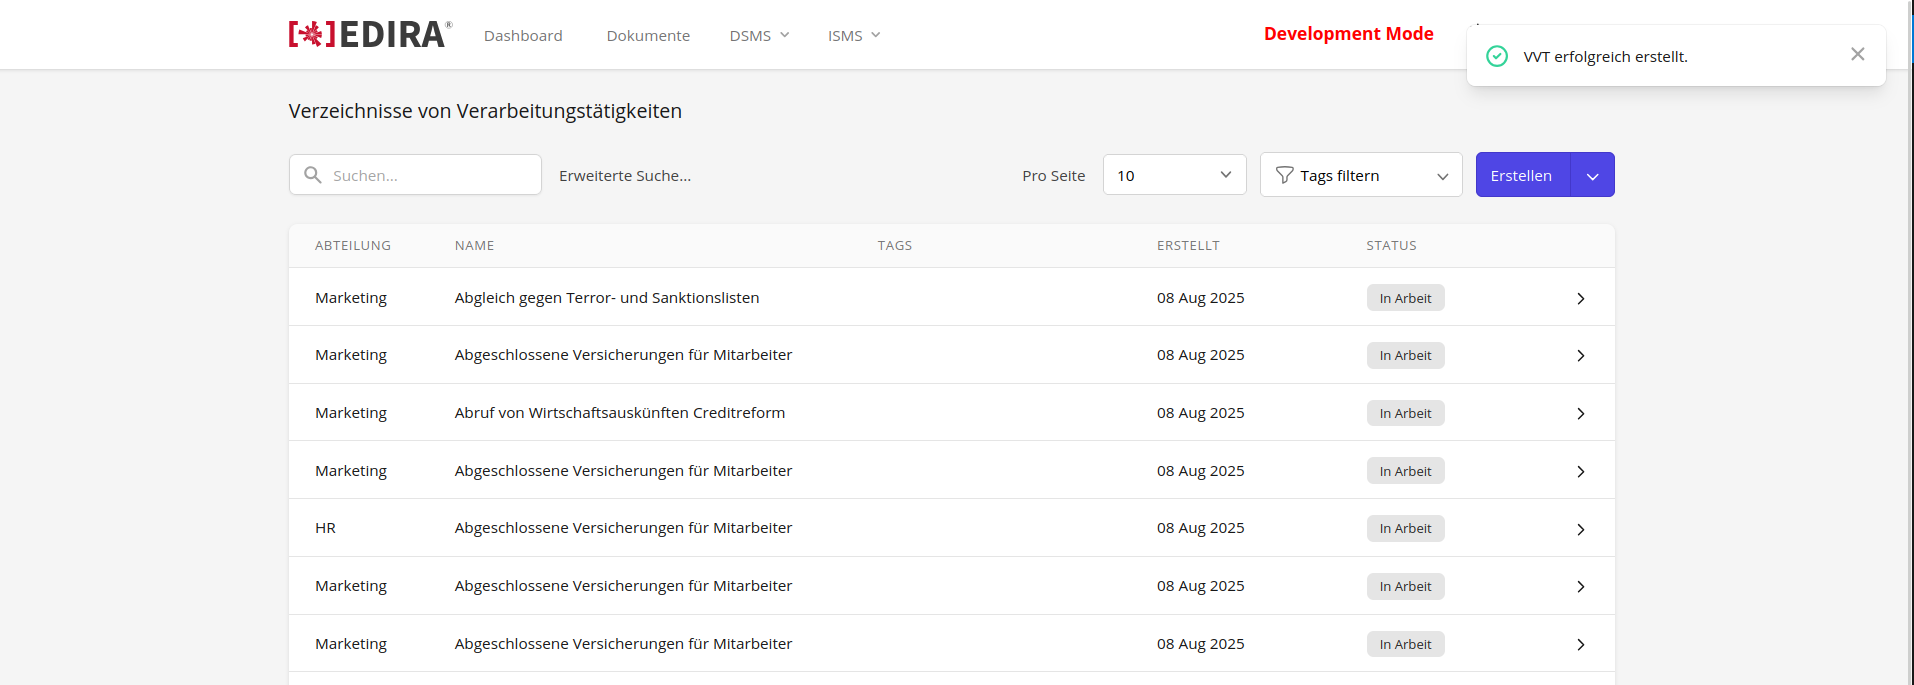 [*]EDIRA®
Dashboard
Dokumente
DSMS
ISMS
Development Mode
VVT erfolgreich erstellt.
Verzeichnisse von Verarbeitungstätigkeiten
Suchen...
Erweiterte Suche...
Pro Seite
10
Tags filtern
Erstellen
ABTEILUNG NAME TAGS ERSTELLT STATUS
Marketing Abgleich gegen Terror- und Sanktionslisten 08 Aug 2025 In Arbeit
Marketing Abgeschlossene Versicherungen für Mitarbeiter 08 Aug 2025 In Arbeit
Marketing Abruf von Wirtschaftsauskünften Creditreform 08 Aug 2025 In Arbeit
Marketing Abgeschlossene Versicherungen für Mitarbeiter 08 Aug 2025 In Arbeit
HR Abgeschlossene Versicherungen für Mitarbeiter 08 Aug 2025 In Arbeit
Marketing Abgeschlossene Versicherungen für Mitarbeiter 08 Aug 2025 In Arbeit
Marketing Abgeschlossene Versicherungen für Mitarbeiter 08 Aug 2025 In Arbeit